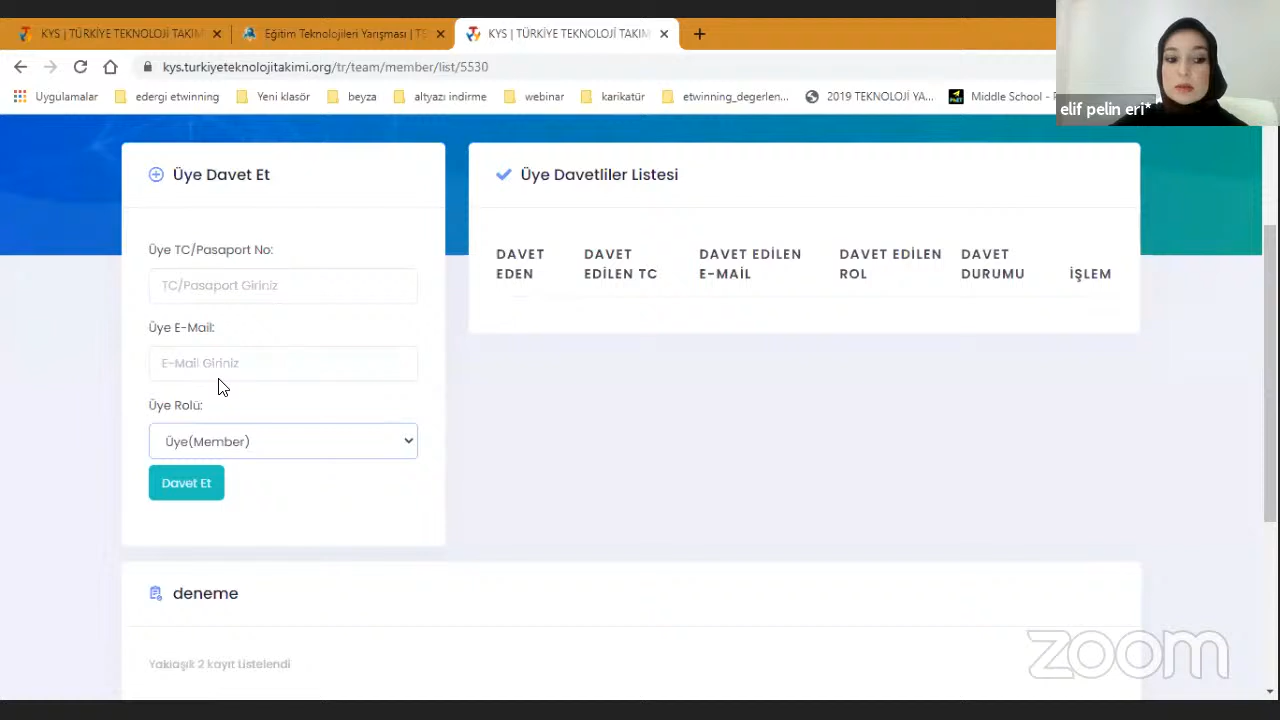 KYS | TÜRKİYE TEKNOLOJİ TAKIM
Eğitim Teknolojileri Yarışması | TE
KYS | TÜRKİYE TEKNOLOJİ TAKIM
kys.turkiyeteknolojitakimi.org/tr/team/member/list/5530
Uygulamalar
edergi etwinning
Yeni klasör
beyza
altyazı indirme
webinar
karikatür
etwinning_degerlen...
2019 TEKNOLOJİ YA...
Middle School - P
elif pelin eri*
Üye Davet Et
Üye TC/Pasaport No:
TC/Pasaport Giriniz
Üye E-Mail:
E-Mail Giriniz
Üye Rolü:
Üye(Member)
Davet Et
Üye Davetliler Listesi
DAVET EDEN
DAVET EDİLEN TC
DAVET EDİLEN E-MAİL
DAVET EDİLEN ROL
DAVET DURUMU
İŞLEM
deneme
Yaklaşık 2 kayıt Listelendi
zoom